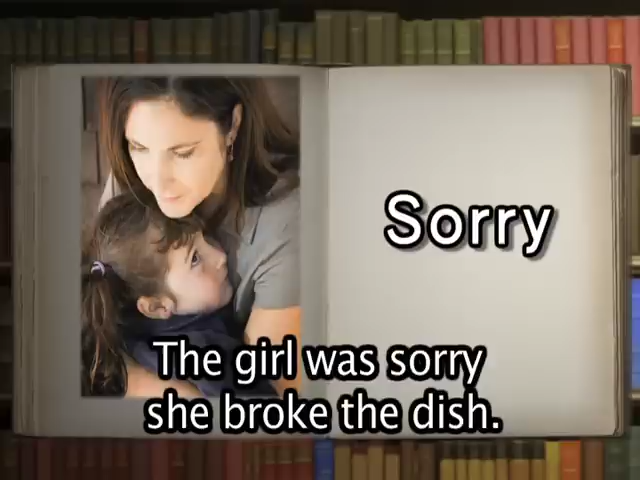 Sorry
The girl was sorry
she broke the dish.